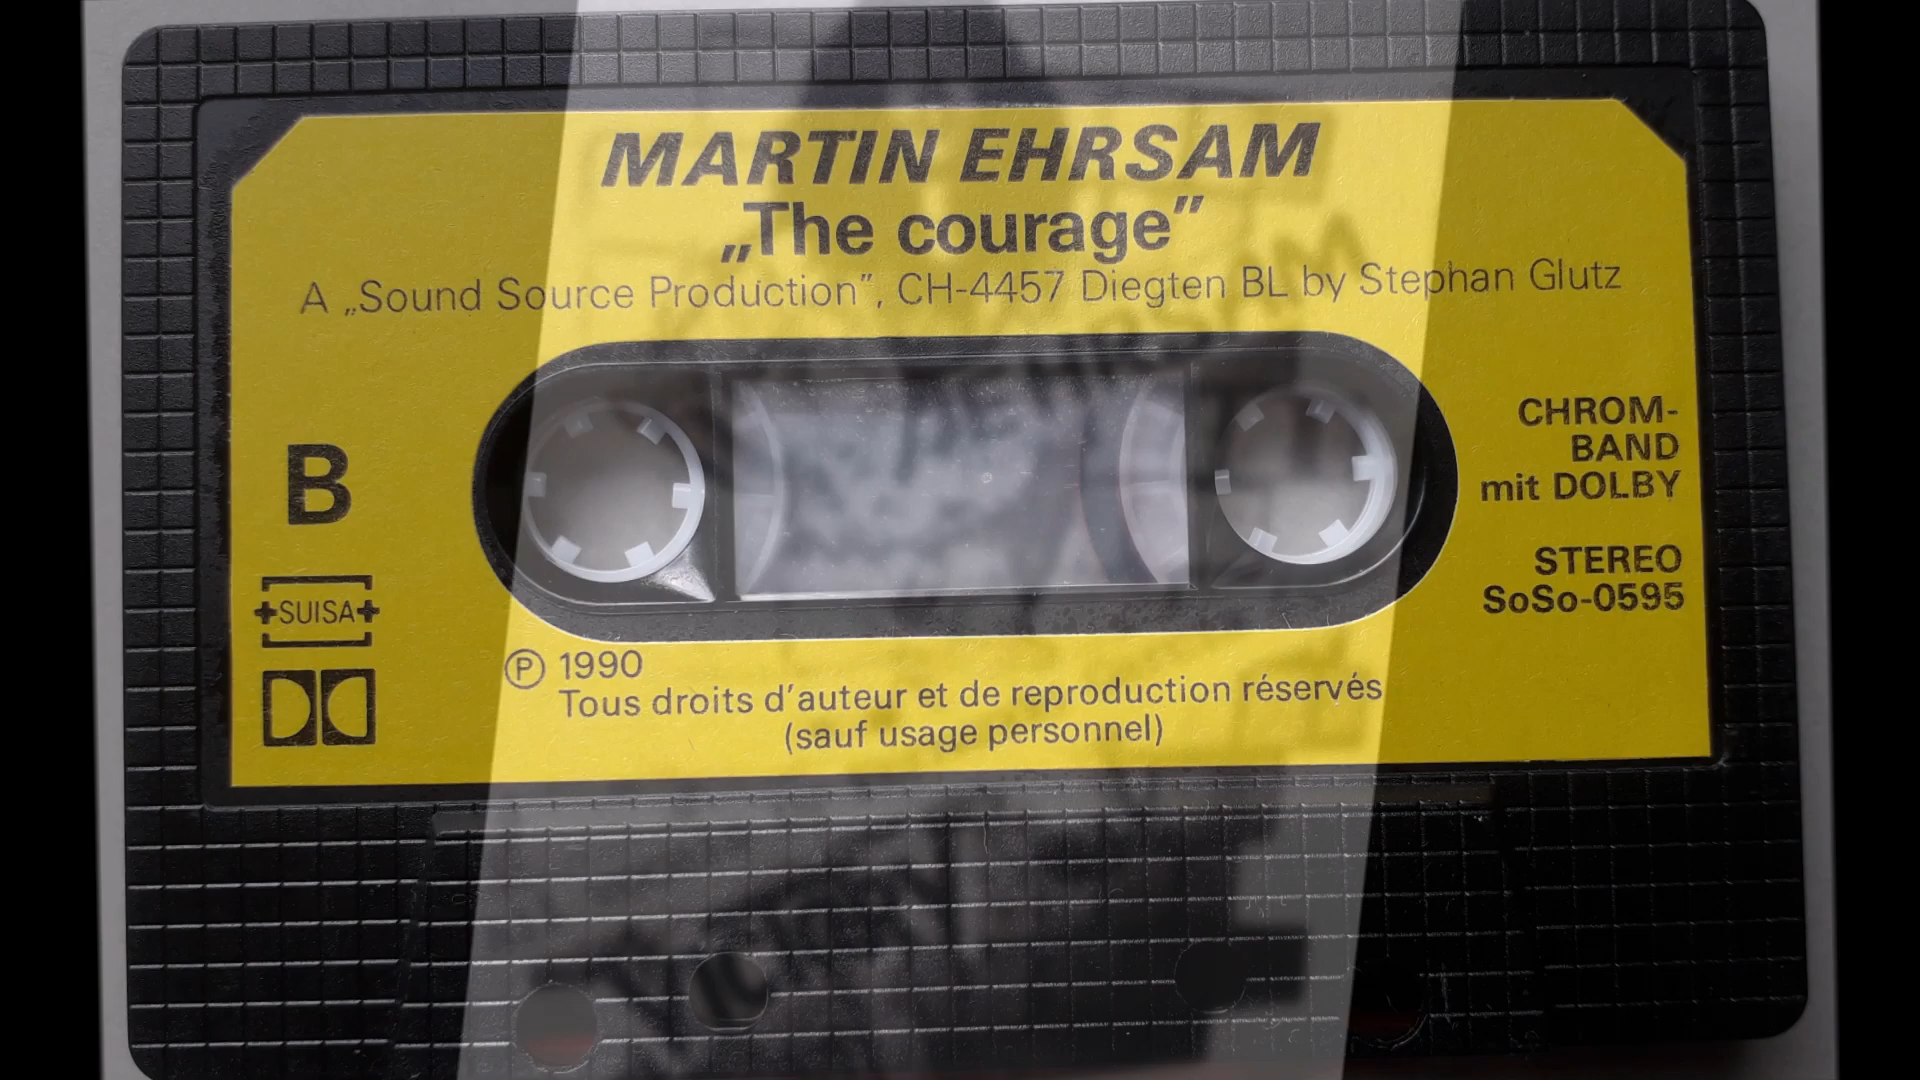 MARTIN EHRSAM
„The courage”
A „Sound Source Production”, CH-4457 Diegten BL by Stephan Glutz
B
CHROM-
BAND
mit DOLBY
STEREO
SoSo-0595
+SUISA+
Ⓟ 1990
Tous droits d’auteur et de reproduction réservés
(sauf usage personnel)